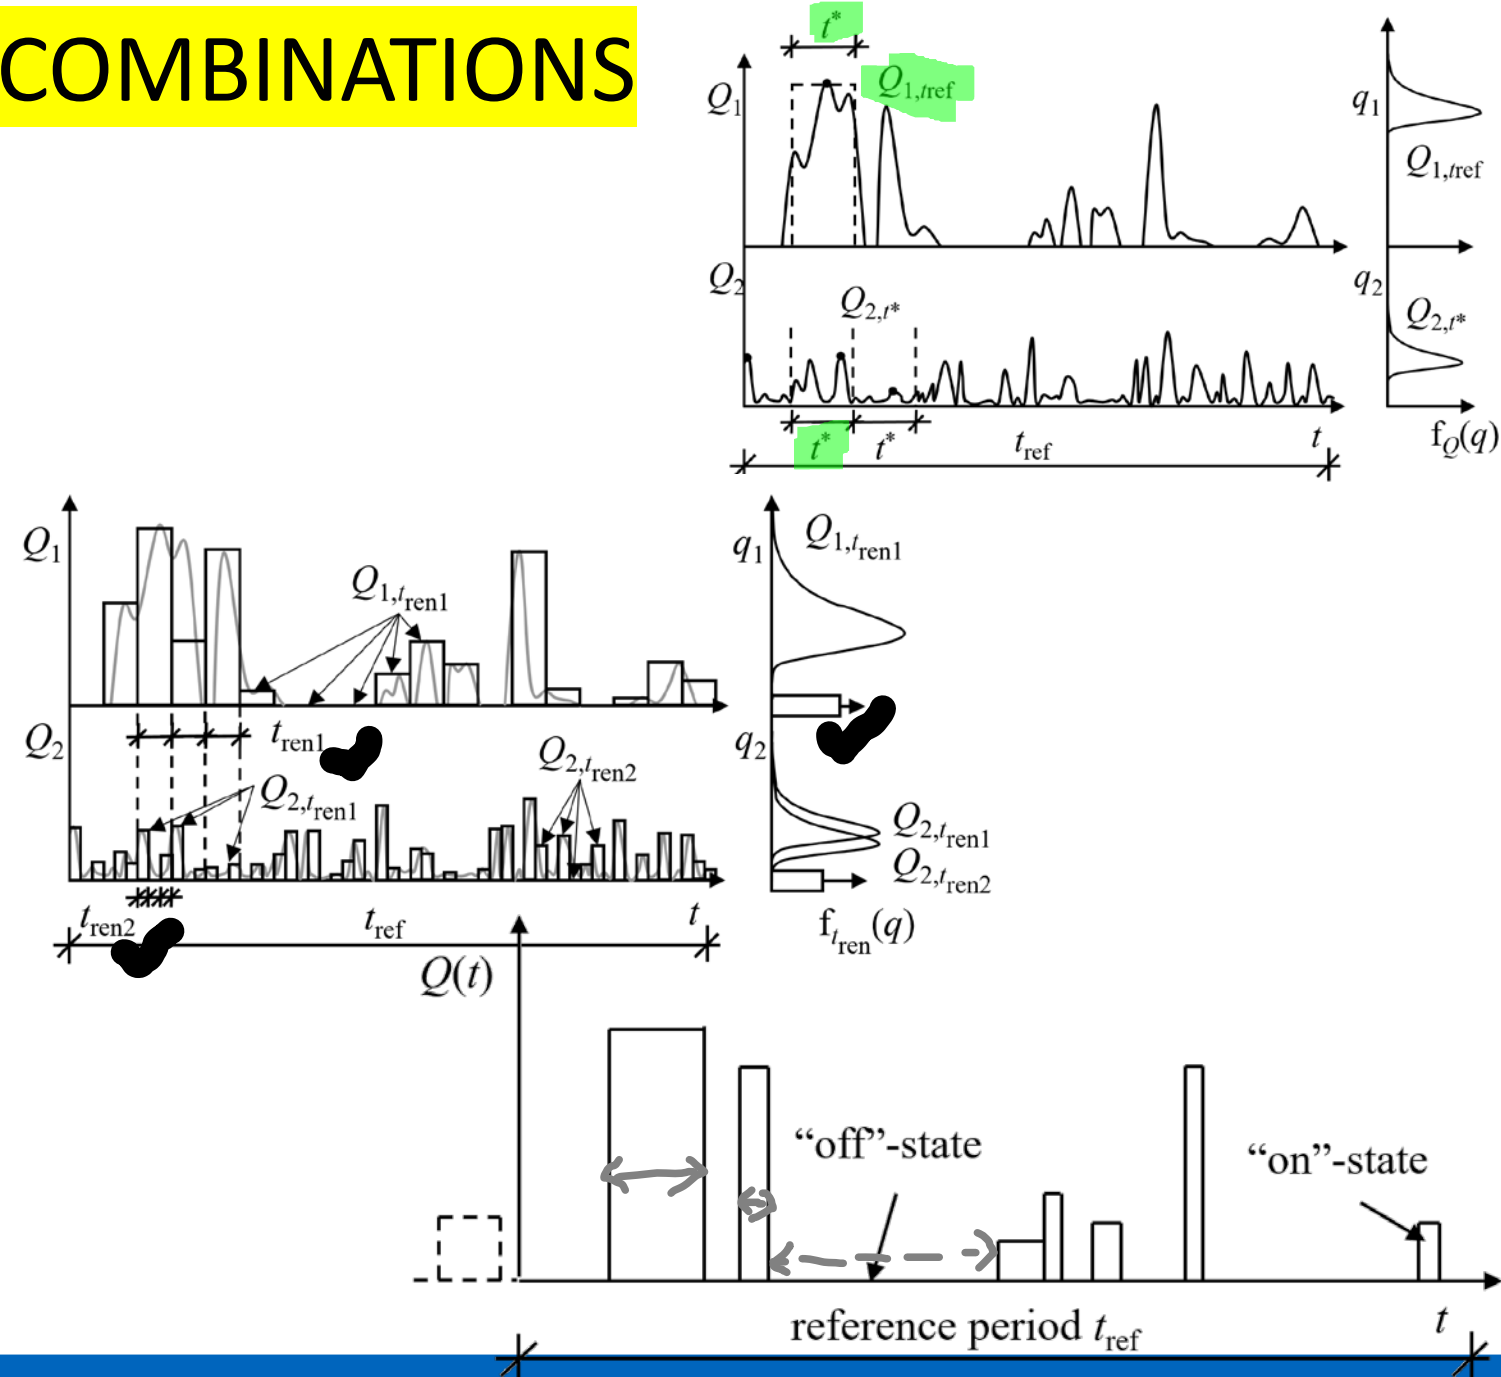 COMBINATIONS
t*
Q1
Q1,tref
q1
Q1,tref
Q2
Q2,t*
q2
Q2,t*
t* t*
tref
t
fQ(q)
Q1
Q1,tren1
q1
Q1,tren1
Q2
tren1
q2
Q2,tren2
Q2,tren1
Q2,tren1
Q2,tren2
tren2
tref
t
ftren(q)
Q(t)
“off”-state
“on”-state
reference period tref
t